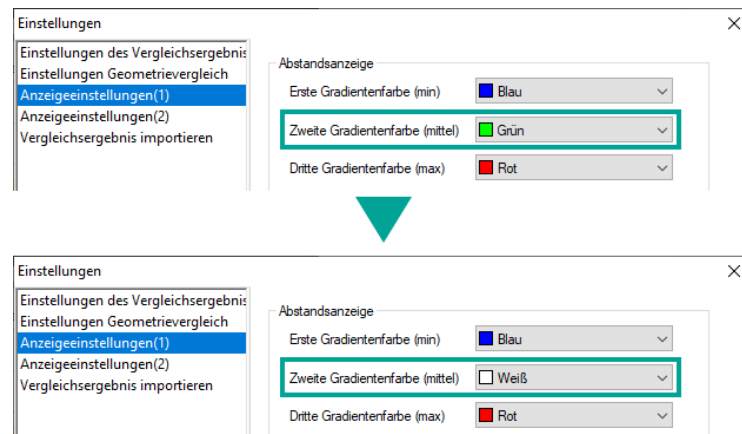 Einstellungen
Einstellungen des Vergleichsergebnis
Einstellungen Geometrievergleich
Anzeigeeinstellungen(1)
Anzeigeeinstellungen(2)
Vergleichsergebnis importieren
Abstandsanzeige
Erste Gradientenfarbe (min) Blau
Zweite Gradientenfarbe (mittel) Grün
Dritte Gradientenfarbe (max) Rot
Einstellungen
Einstellungen des Vergleichsergebnis
Einstellungen Geometrievergleich
Anzeigeeinstellungen(1)
Anzeigeeinstellungen(2)
Vergleichsergebnis importieren
Abstandsanzeige
Erste Gradientenfarbe (min) Blau
Zweite Gradientenfarbe (mittel) Weiß
Dritte Gradientenfarbe (max) Rot